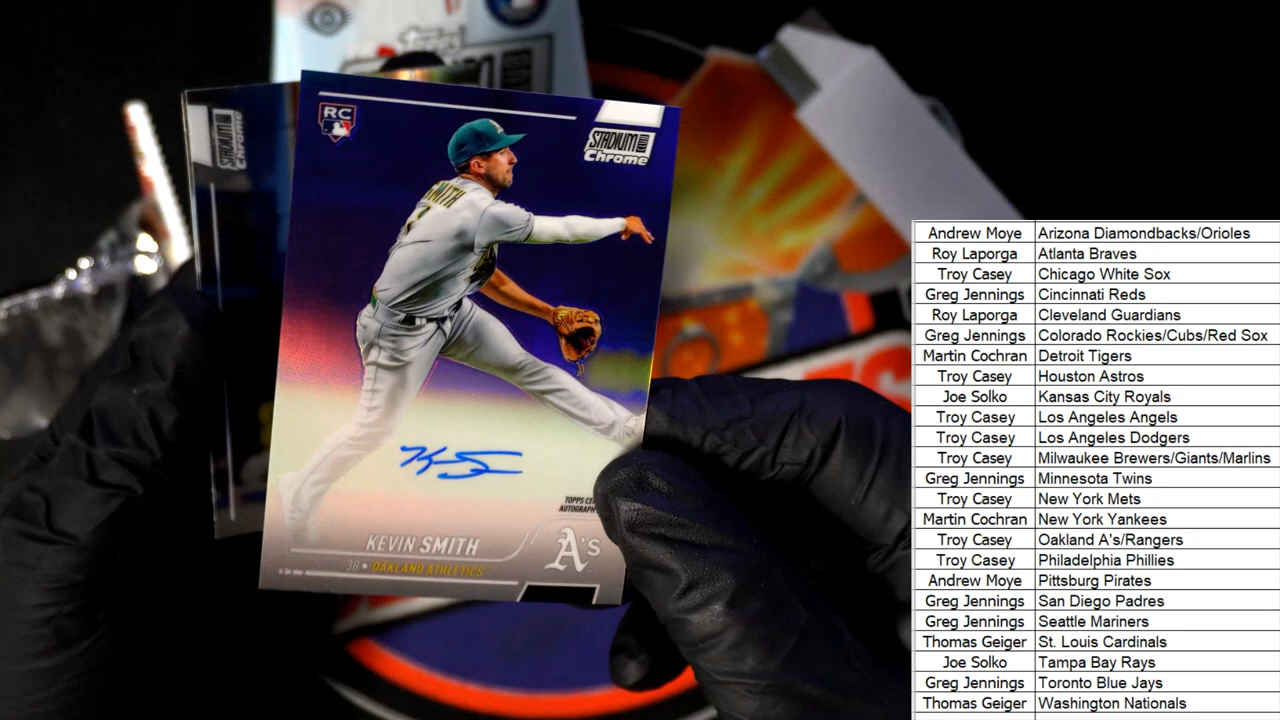 Topps
RC
STADIUM
CLUB
Chrome
SMITH
TOPPS CE
AUTOGRAPH
KEVIN SMITH
A's
3B • OAKLAND ATHLETICS
Andrew Moye Arizona Diamondbacks/Orioles
Roy Laporga Atlanta Braves
Troy Casey Chicago White Sox
Greg Jennings Cincinnati Reds
Roy Laporga Cleveland Guardians
Greg Jennings Colorado Rockies/Cubs/Red Sox
Martin Cochran Detroit Tigers
Troy Casey Houston Astros
Joe Solko Kansas City Royals
Troy Casey Los Angeles Angels
Troy Casey Los Angeles Dodgers
Troy Casey Milwaukee Brewers/Giants/Marlins
Greg Jennings Minnesota Twins
Troy Casey New York Mets
Martin Cochran New York Yankees
Troy Casey Oakland A's/Rangers
Troy Casey Philadelphia Phillies
Andrew Moye Pittsburg Pirates
Greg Jennings San Diego Padres
Greg Jennings Seattle Mariners
Thomas Geiger St. Louis Cardinals
Joe Solko Tampa Bay Rays
Greg Jennings Toronto Blue Jays
Thomas Geiger Washington Nationals